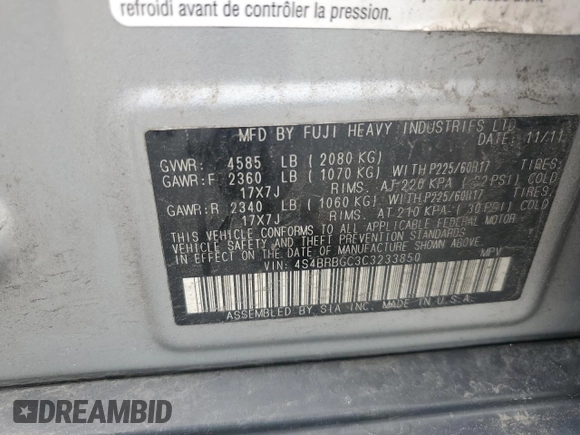 refroidi avant de contrôler la pression.
MFD BY FUJI HEAVY INDUSTRIES LTD.
DATE: 11/11
GVWR: 4585 LB ( 2080 KG) TIRES:
GAWR:F 2360 LB ( 1070 KG) WITH P225/60R17
17X7J RIMS. AT 220 KPA ( 32 PSI) COLD
TIRES:
GAWR:R 2340 LB ( 1060 KG) WITH P225/60R17
17X7J RIMS. AT 210 KPA ( 30 PSI) COLD
THIS VEHICLE CONFORMS TO ALL APPLICABLE FEDERAL MOTOR
VEHICLE SAFETY STANDARDS IN EFFECT ON THE
DATE OF MANUFACTURE SHOWN ABOVE.
VIN: 4S4BRBGC3C3233850 MPV
ASSEMBLED BY SIA INC. MADE IN U.S.A.
DREAMBID